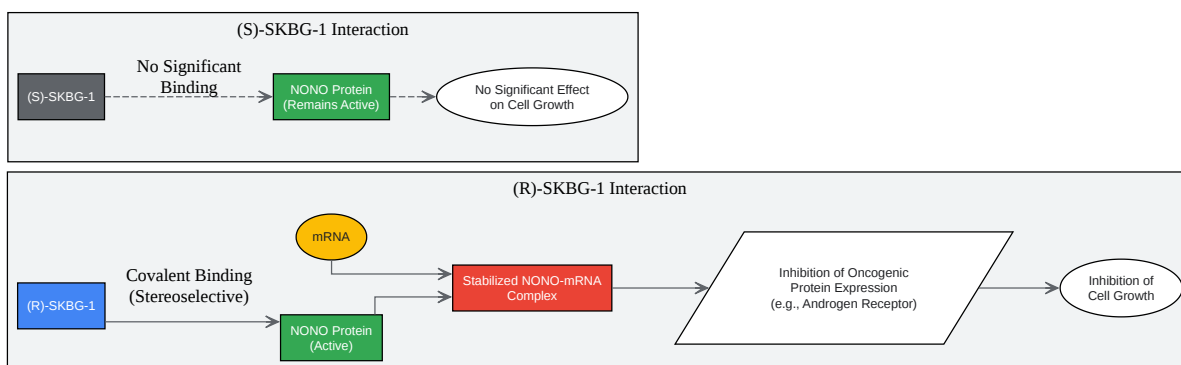 (S)-SKBG-1 Interaction
(S)-SKBG-1
No Significant
Binding
NONO Protein
(Remains Active)
No Significant Effect
on Cell Growth
(R)-SKBG-1 Interaction
(R)-SKBG-1
Covalent Binding
(Stereoselective)
mRNA
NONO Protein
(Active)
Stabilized NONO-mRNA
Complex
Inhibition of Oncogenic
Protein Expression
(e.g., Androgen Receptor)
Inhibition of
Cell Growth